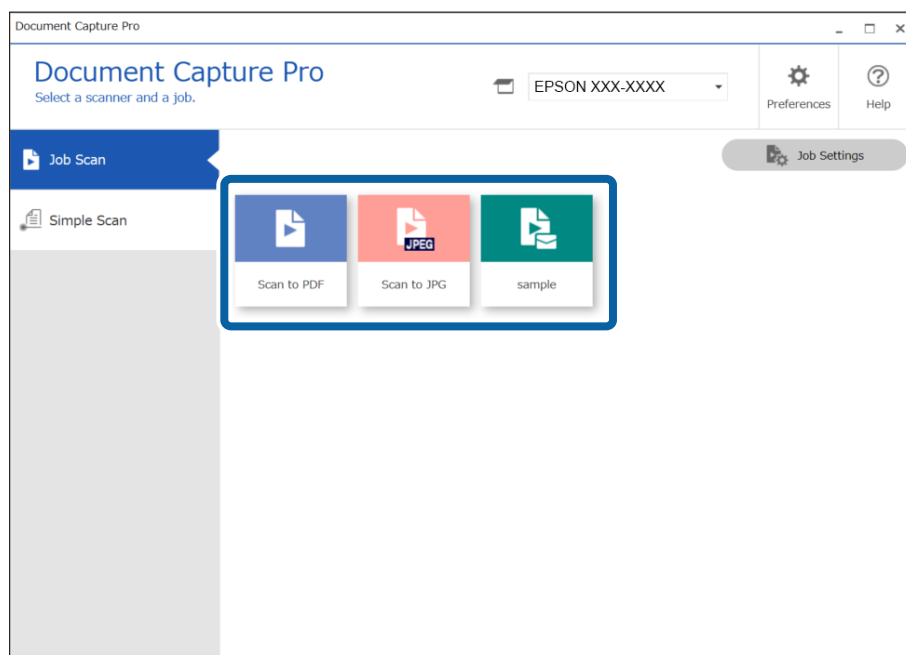 Document Capture Pro
Document Capture Pro
Select a scanner and a job.
EPSON XXX-XXXX
Preferences
Help
Job Scan
Job Settings
Simple Scan
JPEG
Scan to PDF
Scan to JPG
sample